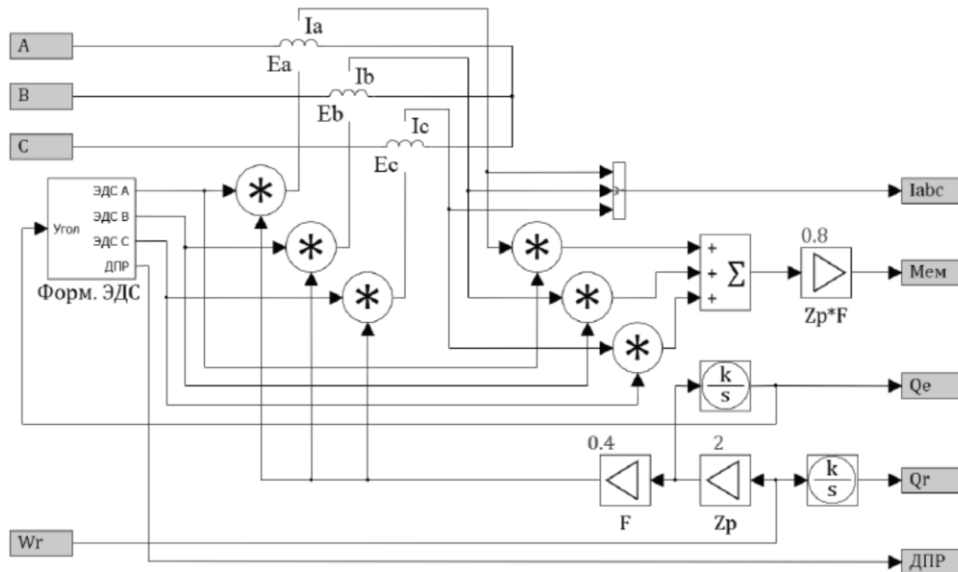 Ia
A
Ea
Ib
B
Eb
Ic
C
Ec
ЭДС A
ЭДС B
ЭДС C
ДПР
Угол
Форм. ЭДС
*
*
*
Iabc
*
*
*
+
+
+
Σ
0.8
Zp*F
Мем
k
s
Qe
0.4
F
2
Zp
k
s
Qr
Wr
ДПР